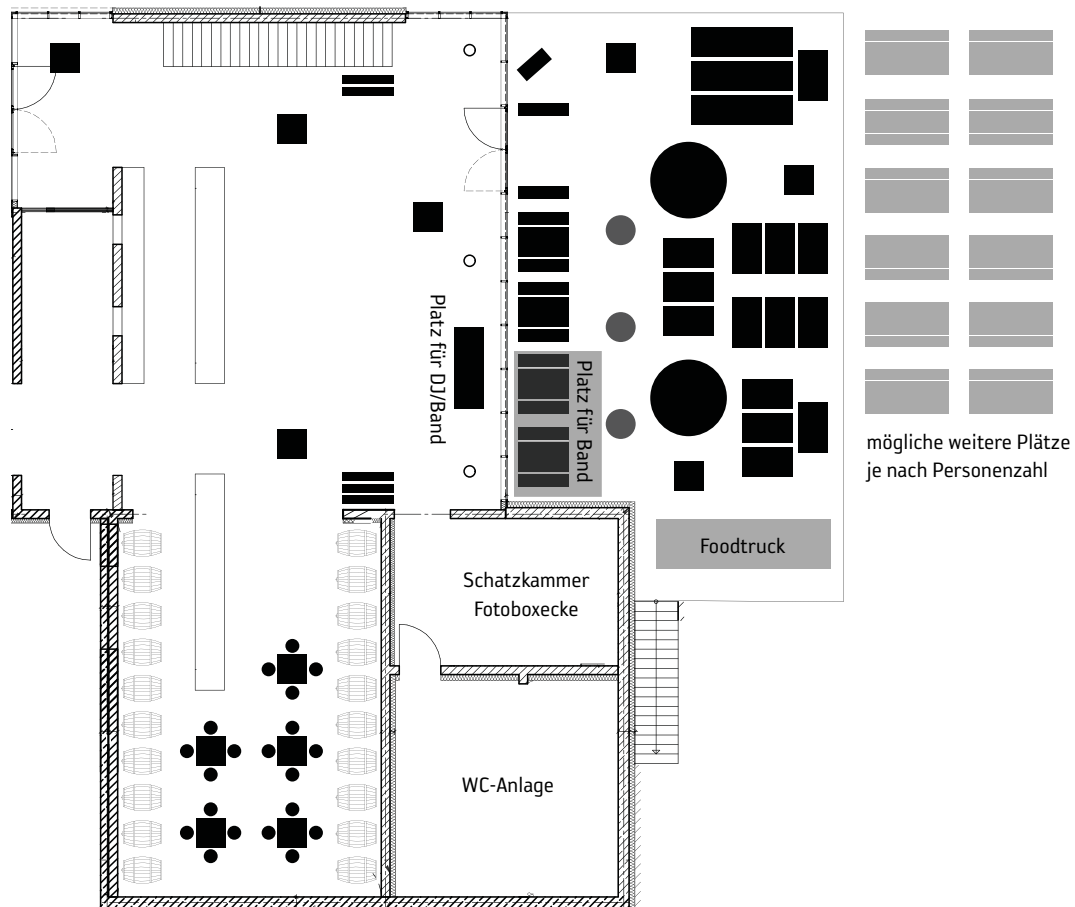 Platz für DJ/Band
Platz für Band
mögliche weitere Plätze
je nach Personenzahl
Foodtruck
Schatzkammer
Fotoboxecke
WC-Anlage